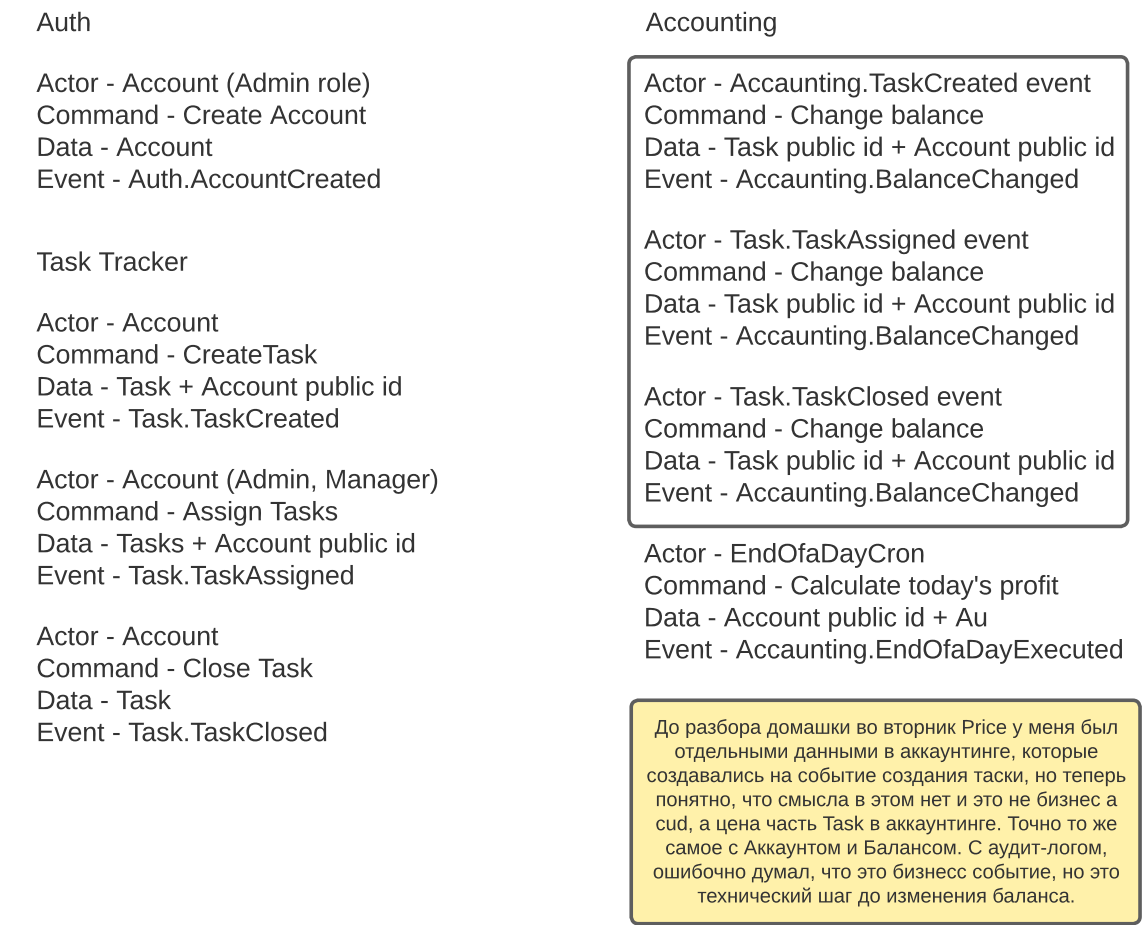 Auth
Actor - Account (Admin role)
Command - Create Account
Data - Account
Event - Auth.AccountCreated
Task Tracker
Actor - Account
Command - CreateTask
Data - Task + Account public id
Event - Task.TaskCreated
Actor - Account (Admin, Manager)
Command - Assign Tasks
Data - Tasks + Account public id
Event - Task.TaskAssigned
Actor - Account
Command - Close Task
Data - Task
Event - Task.TaskClosed
Accounting
Actor - Accaunting.TaskCreated event
Command - Change balance
Data - Task public id + Account public id
Event - Accaunting.BalanceChanged
Actor - Task.TaskAssigned event
Command - Change balance
Data - Task public id + Account public id
Event - Accaunting.BalanceChanged
Actor - Task.TaskClosed event
Command - Change balance
Data - Task public id + Account public id
Event - Accaunting.BalanceChanged
Actor - EndOfaDayCron
Command - Calculate today's profit
Data - Account public id + Au
Event - Accaunting.EndOfaDayExecuted
До разбора домашки во вторник Price у меня был
отдельными данными в аккаунтинге, которые
создавались на событие создания таски, но теперь
понятно, что смысла в этом нет и это не бизнес а
cud, а цена часть Task в аккаунтинге. Точно то же
самое с Аккаунтом и Балансом. С аудит-логом,
ошибочно думал, что это бизнесс событие, но это
технический шаг до изменения баланса.